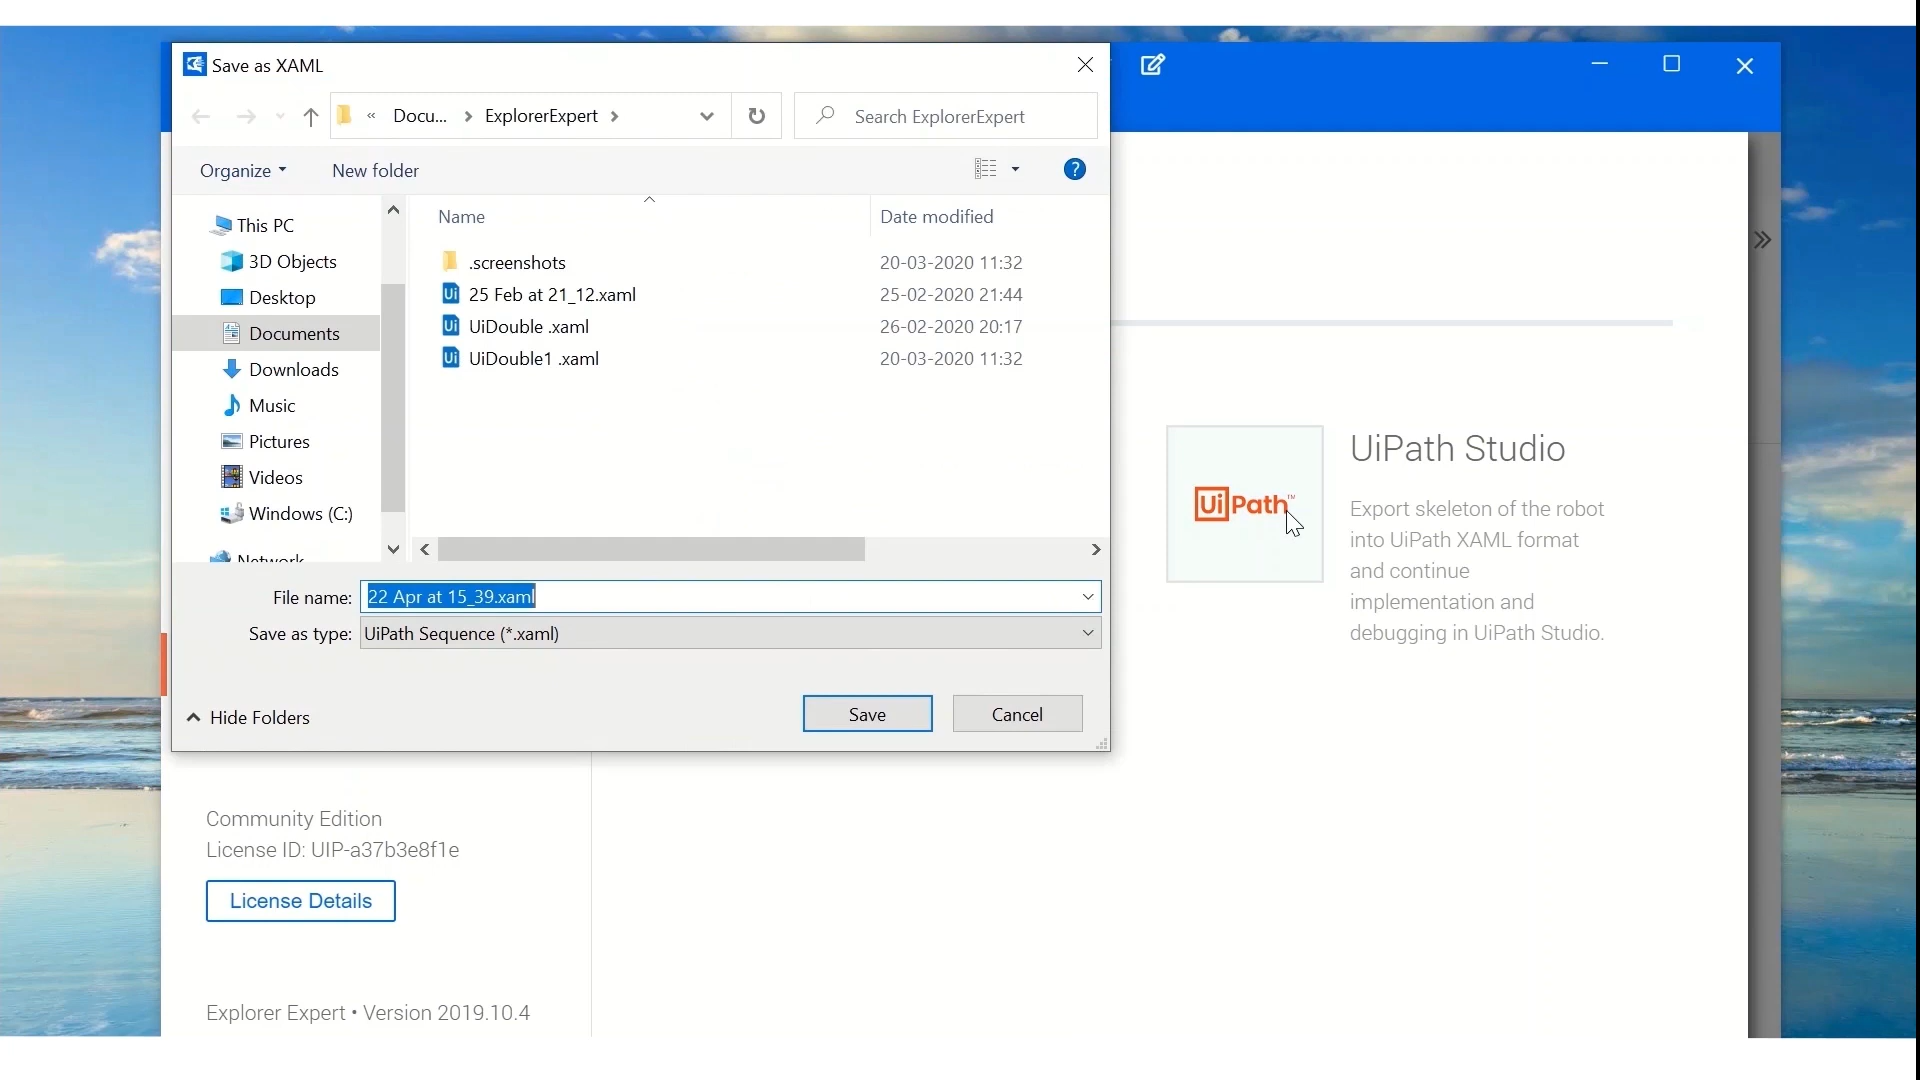 Save as XAML
« Docu... > ExplorerExpert >
Search ExplorerExpert
Organize
New folder
?
Name
Date modified
This PC
3D Objects
Desktop
Documents
Downloads
Music
Pictures
Videos
Windows (C:)
Network
.screenshots 20-03-2020 11:32
25 Feb at 21_12.xaml 25-02-2020 21:44
UiDouble .xaml 26-02-2020 20:17
UiDouble1 .xaml 20-03-2020 11:32
File name: 22 Apr at 15_39.xaml
Save as type: UiPath Sequence (*.xaml)
Hide Folders
Save
Cancel
UiPath™
UiPath Studio
Export skeleton of the robot
into UiPath XAML format
and continue
implementation and
debugging in UiPath Studio.
Community Edition
License ID: UIP-a37b3e8f1e
License Details
Explorer Expert • Version 2019.10.4